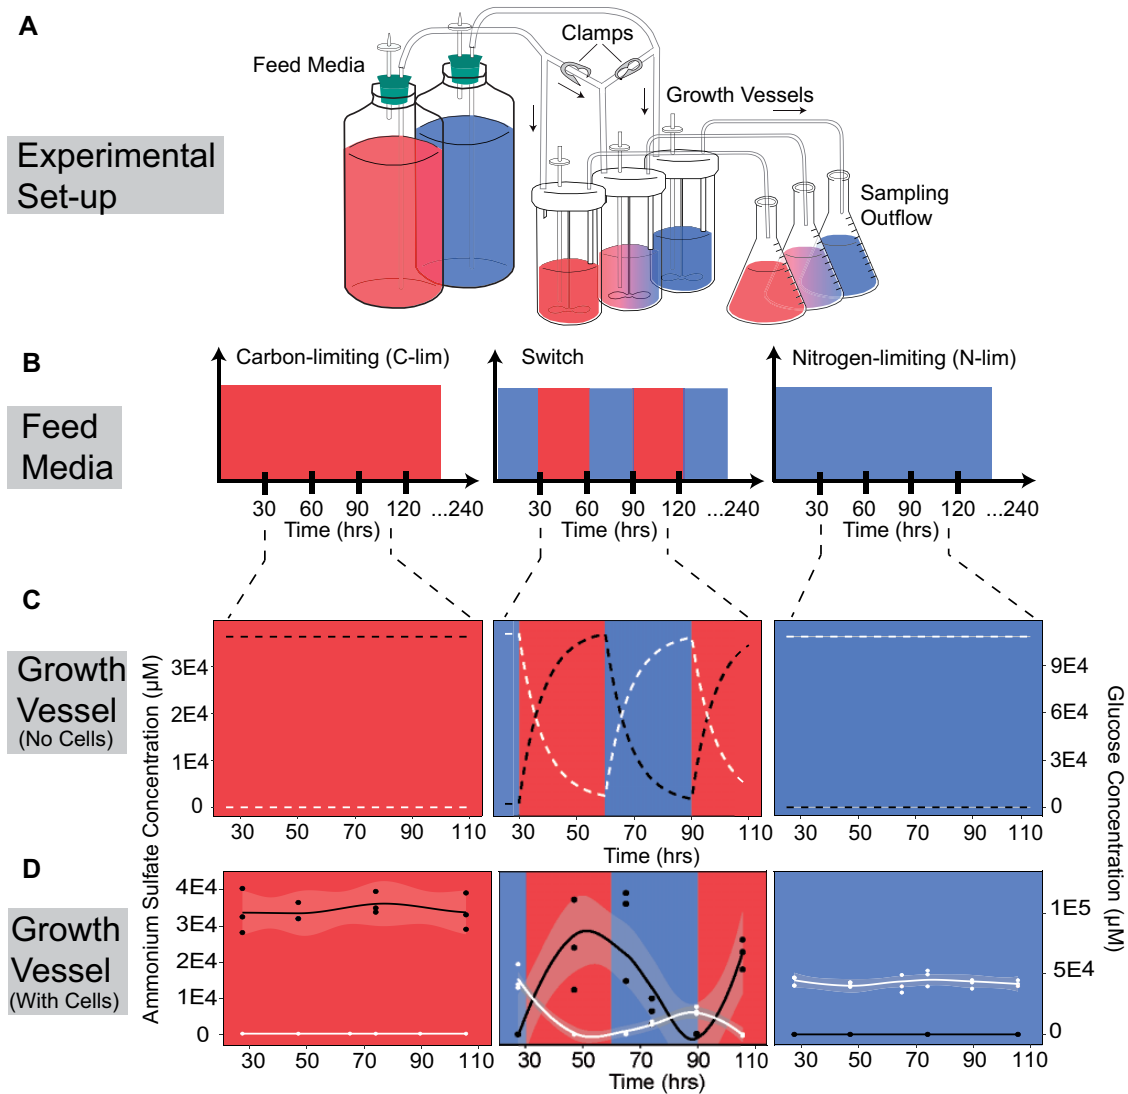 A
Experimental
Set-up
Feed Media
Clamps
Growth Vessels
Sampling
Outflow
B
Feed
Media
Carbon-limiting (C-lim)
30 60 90 120 ...240
Time (hrs)
Switch
30 60 90 120 ...240
Time (hrs)
Nitrogen-limiting (N-lim)
30 60 90 120 ...240
Time (hrs)
C
Growth
Vessel
(No Cells)
Ammonium Sulfate Concentration (µM)
3E4
2E4
1E4
0
30 50 70 90 110
30 50 70 90 110
30 50 70 90 110
Time (hrs)
9E4
6E4
3E4
0
Glucose Concentration (µM)
D
Growth
Vessel
(With Cells)
4E4
3E4
2E4
1E4
0
30 50 70 90 110
30 50 70 90 110
30 50 70 90 110
Time (hrs)
1E5
5E4
0